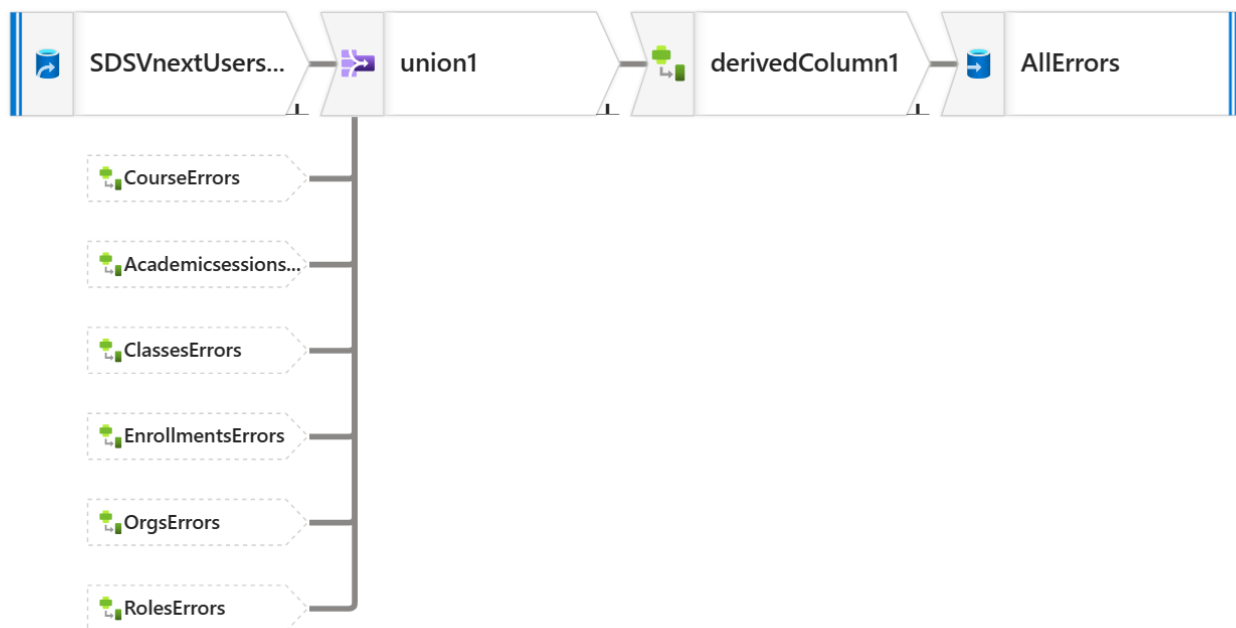 SDSVnextUsers...
union1
derivedColumn1
AllErrors
CourseErrors
Academicsessions...
ClassesErrors
EnrollmentsErrors
OrgsErrors
RolesErrors